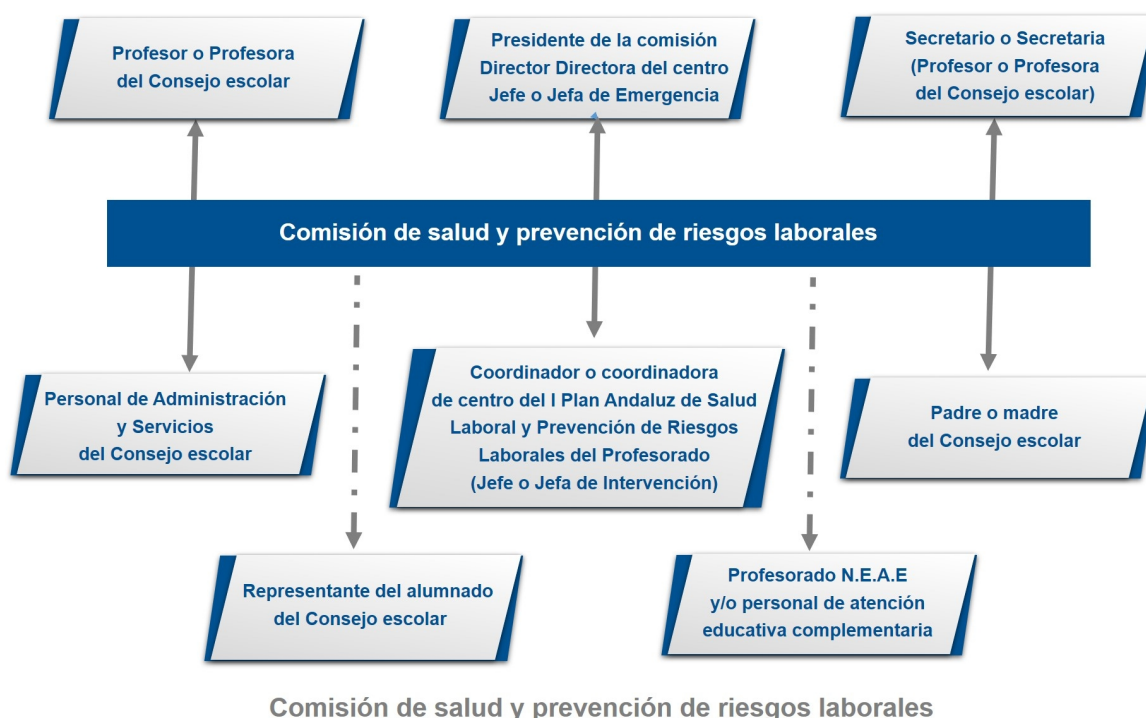 Profesor o Profesora
del Consejo escolar
Presidente de la comisión
Director Directora del centro
Jefe o Jefa de Emergencia
Secretario o Secretaria
(Profesor o Profesora
del Consejo escolar)
Comisión de salud y prevención de riesgos laborales
Personal de Administración
y Servicios
del Consejo escolar
Coordinador o coordinadora
de centro del I Plan Andaluz de Salud
Laboral y Prevención de Riesgos
Laborales del Profesorado
(Jefe o Jefa de Intervención)
Padre o madre
del Consejo escolar
Representante del alumnado
del Consejo escolar
Profesorado N.E.A.E
y/o personal de atención
educativa complementaria
Comisión de salud y prevención de riesgos laborales